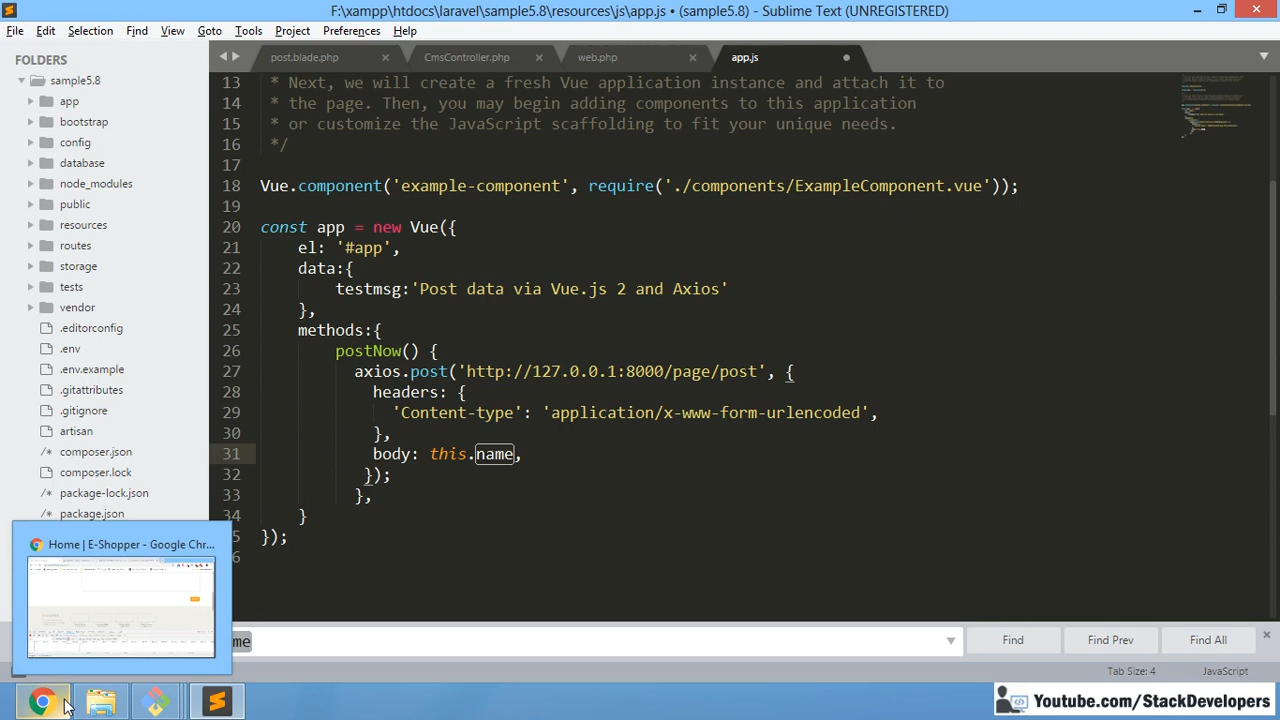 F:\xampp\htdocs\laravel\sample5.8\resources\js\app.js • (sample5.8) - Sublime Text (UNREGISTERED)
File Edit Selection Find View Goto Tools Project Preferences Help
FOLDERS
sample5.8
app
bootstrap
config
database
node_modules
public
resources
routes
storage
tests
vendor
.editorconfig
.env
.env.example
.gitattributes
.gitignore
artisan
composer.json
composer.lock
package-lock.json
package.json
post.blade.php CmsController.php web.php app.js
13 * Next, we will create a fresh Vue application instance and attach it to
14 * the page. Then, you may begin adding components to this application
15 * or customize the JavaScript scaffolding to fit your unique needs.
16 */
17
18 Vue.component('example-component', require('./components/ExampleComponent.vue'));
19
20 const app = new Vue({
21 el: '#app',
22 data:{
23 testmsg:'Post data via Vue.js 2 and Axios'
24 },
25 methods:{
26 postNow() {
27 axios.post('http://127.0.0.1:8000/page/post', {
28 headers: {
29 'Content-type': 'application/x-www-form-urlencoded',
30 },
31 body: this.name,
32 });
33 },
34 }
5 });
6
Home | E-Shopper - Google Chr...
me
Find Find Prev Find All
Tab Size: 4 JavaScript
Youtube.com/StackDevelopers